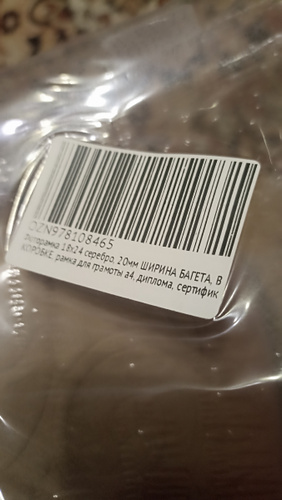 OZN978108465
Фоторамка 18х24 серебро, 20мм ШИРИНА БАГЕТА, В
КОРОБКЕ, рамка для грамоты а4, диплома, сертифик